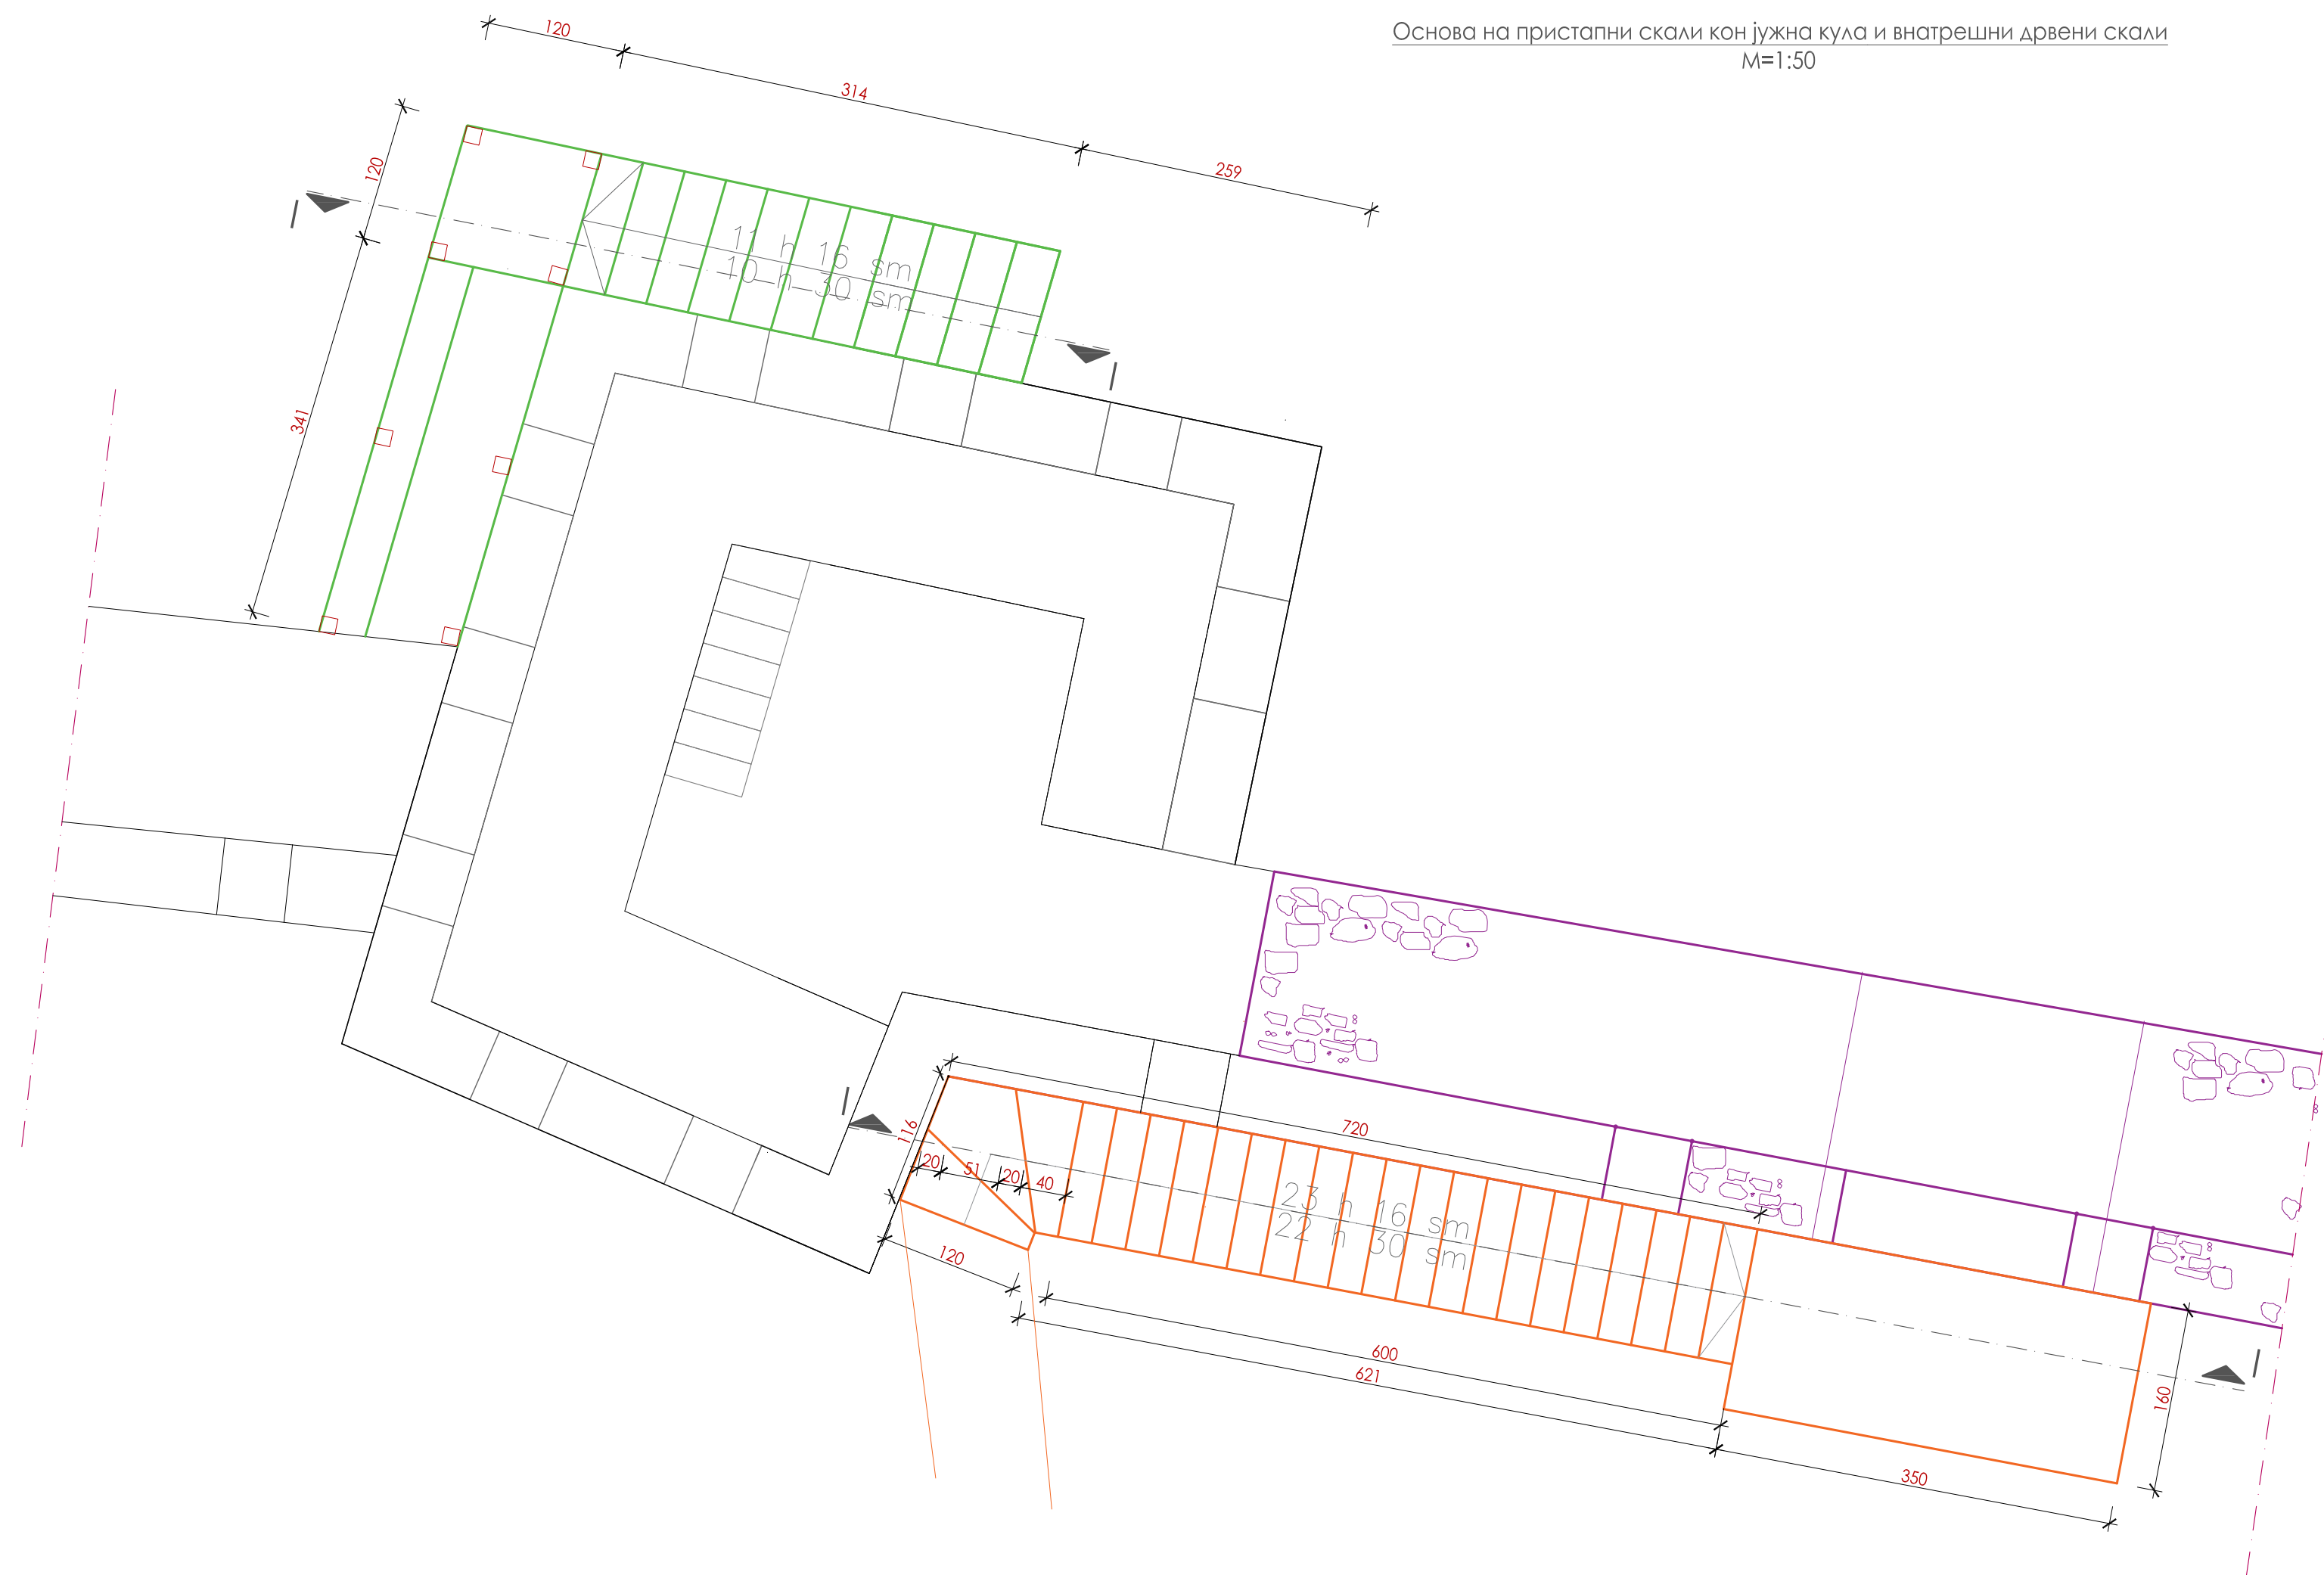 Основа на пристапни скали кон јужна кула и внатрешни дрвени скали
М=1:50
120
314
259
120
341
11 h 16 sm
10 h 30 sm
I
I
720
116
20
51
20
40
I
23 h 16 sm
22 h 30 sm
120
600
621
350
160
I